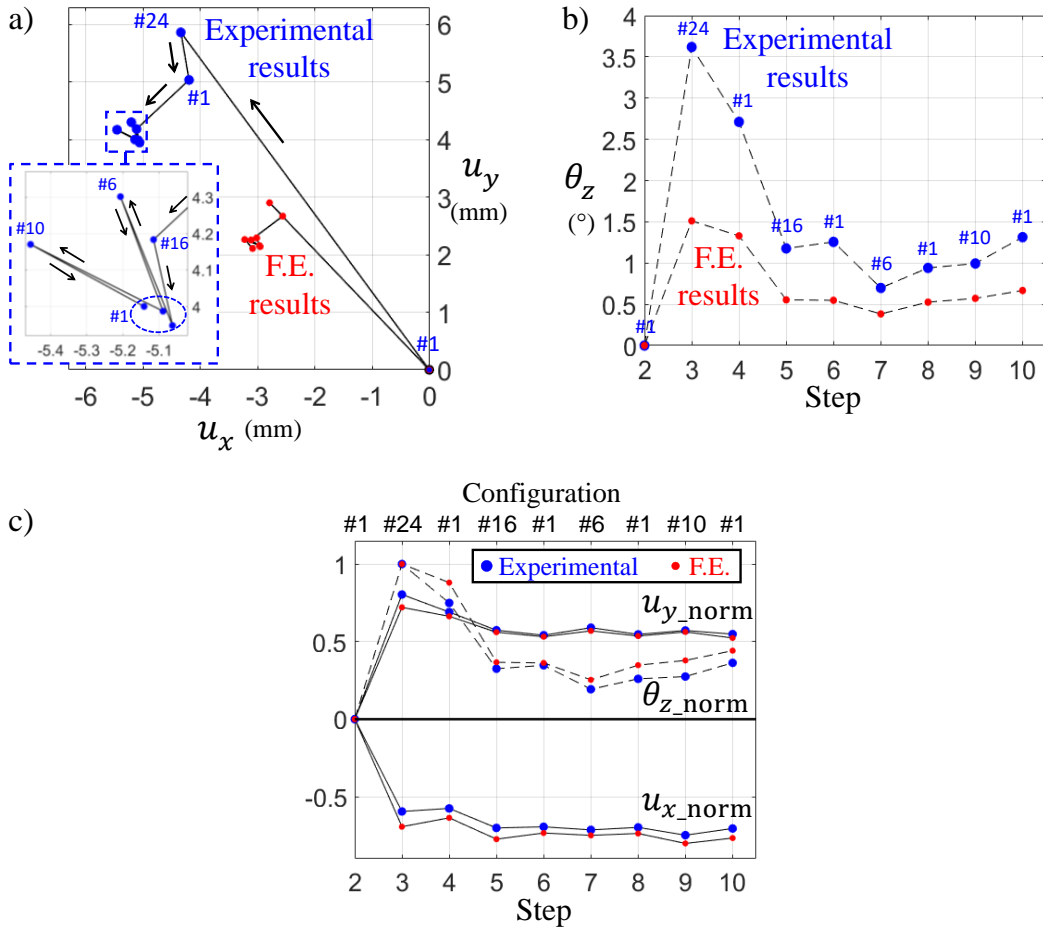 a)
#24
Experimental
results
#1
6
5
4
3
2
1
0
u_y
(mm)
#6
#10
#16
#1
4.3
4.2
4.1
4
-5.4 -5.3 -5.2 -5.1
F.E.
results
#1
-6 -5 -4 -3 -2 -1 0
u_x (mm)
b)
4
3.5
3
2.5
2
1.5
1
0.5
0
θ_z
(°)
#24
Experimental
results
#1
#16
#1
#6
#1
#10
#1
#1
F.E.
results
2 3 4 5 6 7 8 9 10
Step
c)
Configuration
#1 #24 #1 #16 #1 #6 #1 #10 #1
Experimental F.E.
1
0.5
0
-0.5
u_y_norm
θ_z_norm
u_x_norm
2 3 4 5 6 7 8 9 10
Step